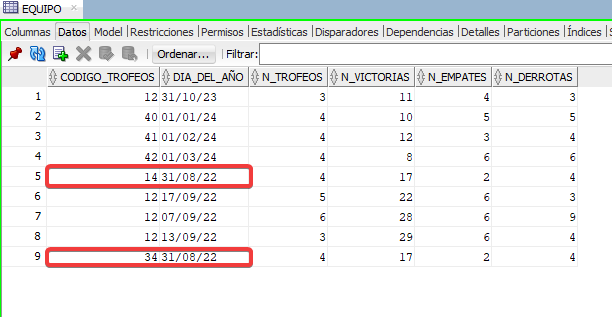 EQUIPO
Columnas Datos Model Restricciones Permisos Estadísticas Disparadores Dependencias Detalles Particiones Índices
Ordenar... Filtrar:
CODIGO_TROFEOS DIA_DEL_AÑO N_TROFEOS N_VICTORIAS N_EMPATES N_DERROTAS
1 12 31/10/23 3 11 4 3
2 40 01/01/24 4 10 5 5
3 41 01/02/24 4 12 3 4
4 42 01/03/24 4 8 6 6
5 14 31/08/22 4 17 2 4
6 12 17/09/22 5 22 6 3
7 12 07/09/22 6 28 6 9
8 12 13/09/22 3 29 6 4
9 34 31/08/22 4 17 2 4